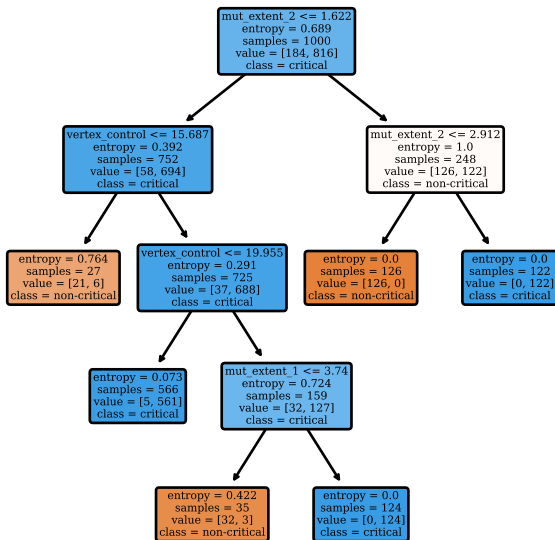 mut_extent_2 <= 1.622
entropy = 0.689
samples = 1000
value = [184, 816]
class = critical
vertex_control <= 15.687
entropy = 0.392
samples = 752
value = [58, 694]
class = critical
mut_extent_2 <= 2.912
entropy = 1.0
samples = 248
value = [126, 122]
class = non-critical
entropy = 0.764
samples = 27
value = [21, 6]
class = non-critical
vertex_control <= 19.955
entropy = 0.291
samples = 725
value = [37, 688]
class = critical
entropy = 0.0
samples = 126
value = [126, 0]
class = non-critical
entropy = 0.0
samples = 122
value = [0, 122]
class = critical
entropy = 0.073
samples = 566
value = [5, 561]
class = critical
mut_extent_1 <= 3.74
entropy = 0.724
samples = 159
value = [32, 127]
class = critical
entropy = 0.422
samples = 35
value = [32, 3]
class = non-critical
entropy = 0.0
samples = 124
value = [0, 124]
class = critical